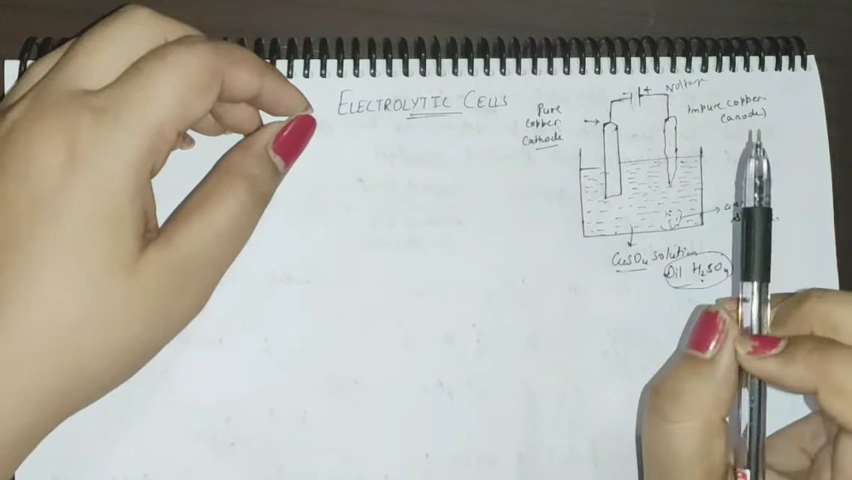 ELECTROLYTIC CELLS
Pure
copper
cathode
- +
Voltage
Impure copper
(anode)
CuSO4 solution
Dil H2SO4